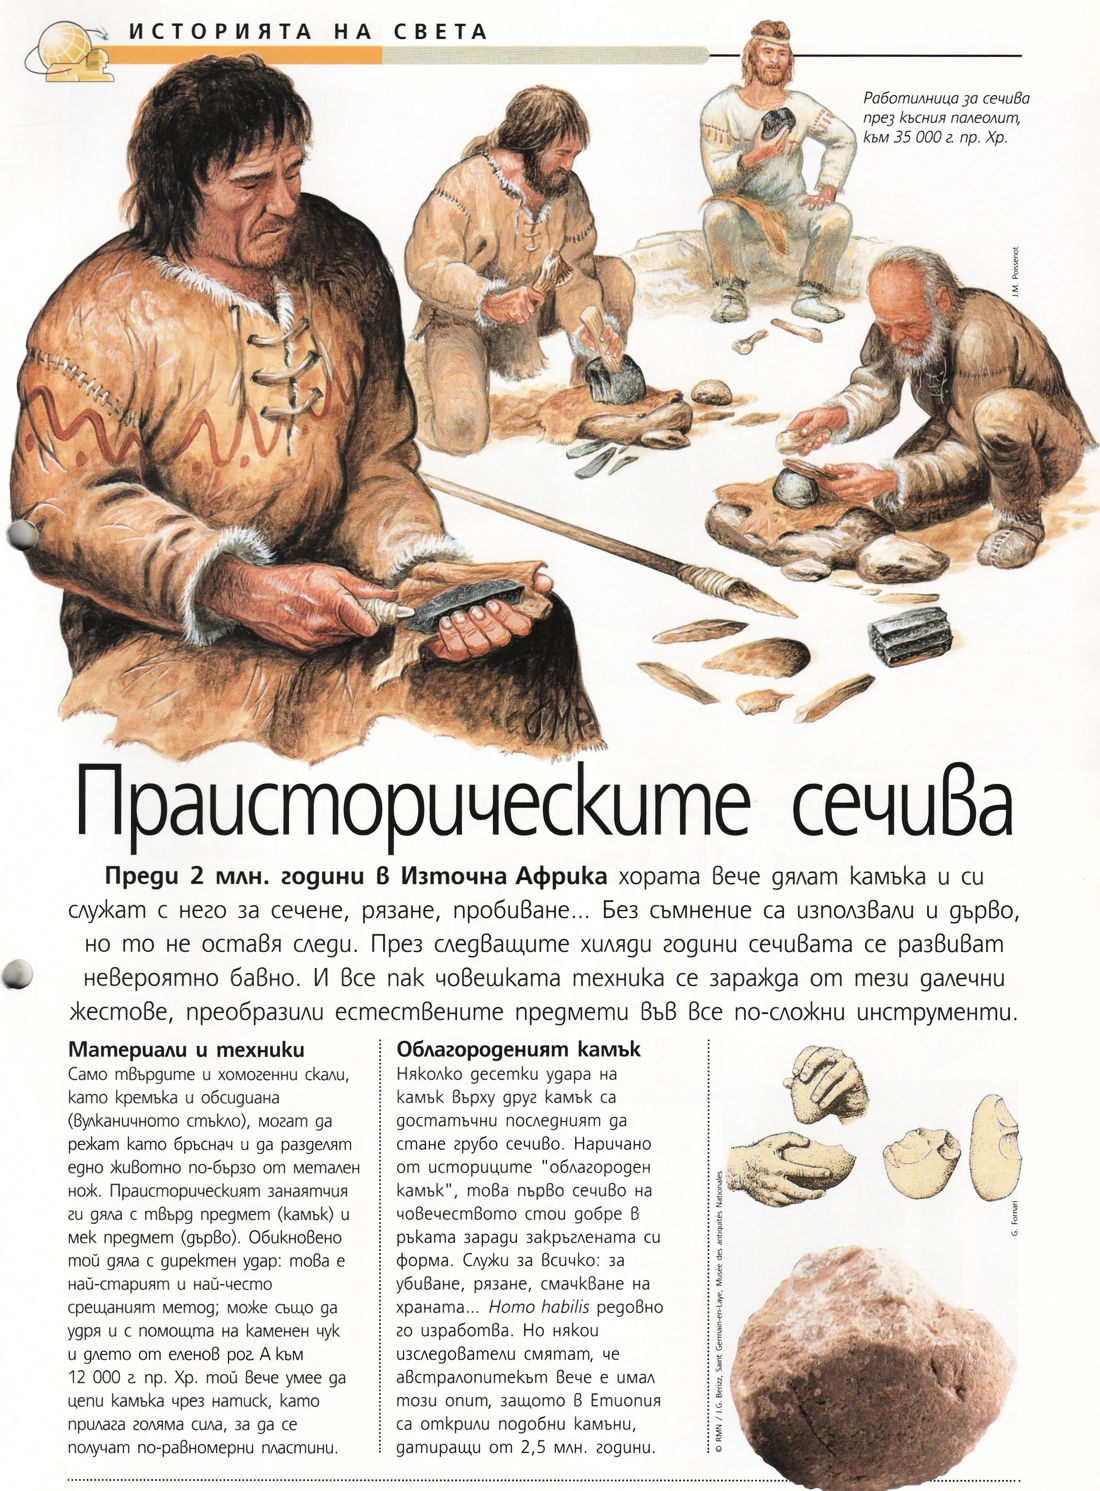 ИСТОРИЯТА НА СВЕТА
Работилница за сечива
през късния палеолит,
към 35 000 г. пр. Хр.
J.M. Poissenot
JMP.
Праисторическите сечива
Преди 2 млн. години в Източна Африка хората вече дялат камъка и си
служат с него за сечене, рязане, пробиване... Без съмнение са използвали и дърво,
но то не оставя следи. През следващите хиляди години сечивата се развиват
невероятно бавно. И все пак човешката техника се заражда от тези далечни
жестове, преобразили естествените предмети във все по-сложни инструменти.
Материали и техники
Само твърдите и хомогенни скали,
като кремъка и обсидиана
(вулканичното стъкло), могат да
режат като бръснач и да разделят
едно животно по-бързо от метален
нож. Праисторическият занаятчия
ги дяла с твърд предмет (камък) и
мек предмет (дърво). Обикновено
той дяла с директен удар: това е
най-старият и най-често
срещаният метод; може също да
удря и с помощта на каменен чук
и длето от еленов рог. А към
12 000 г. пр. Хр. той вече умее да
цепи камъка чрез натиск, като
прилага голяма сила, за да се
получат по-равномерни пластини.
Облагороденият камък
Няколко десетки удара на
камък върху друг камък са
достатъчни последният да
стане грубо сечиво. Наричано
от историците "облагороден
камък", това първо сечиво на
човечеството стои добре в
ръката заради закръглената си
форма. Служи за всичко: за
убиване, рязане, смачкване на
храната... Homo habilis редовно
го изработва. Но някои
изследователи смятат, че
австралопитекът вече е имал
този опит, защото в Етиопия
са открили подобни камъни,
датиращи от 2,5 млн. години.
© RMN / J.G. Berizz, Saint Germain-en-Laye, Musée des antiquités Nationales
G. Fornari